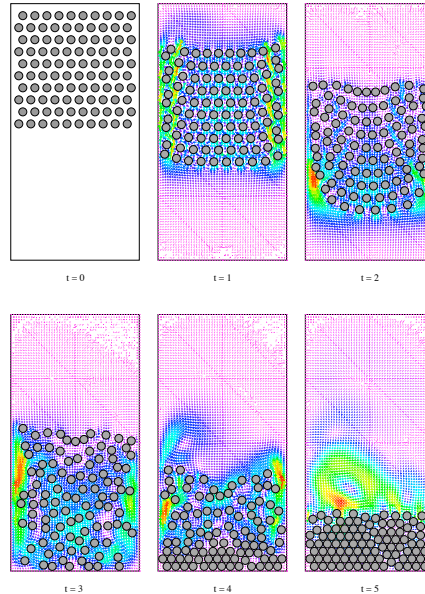 t = 0
t = 1
t = 2
t = 3
t = 4
t = 5